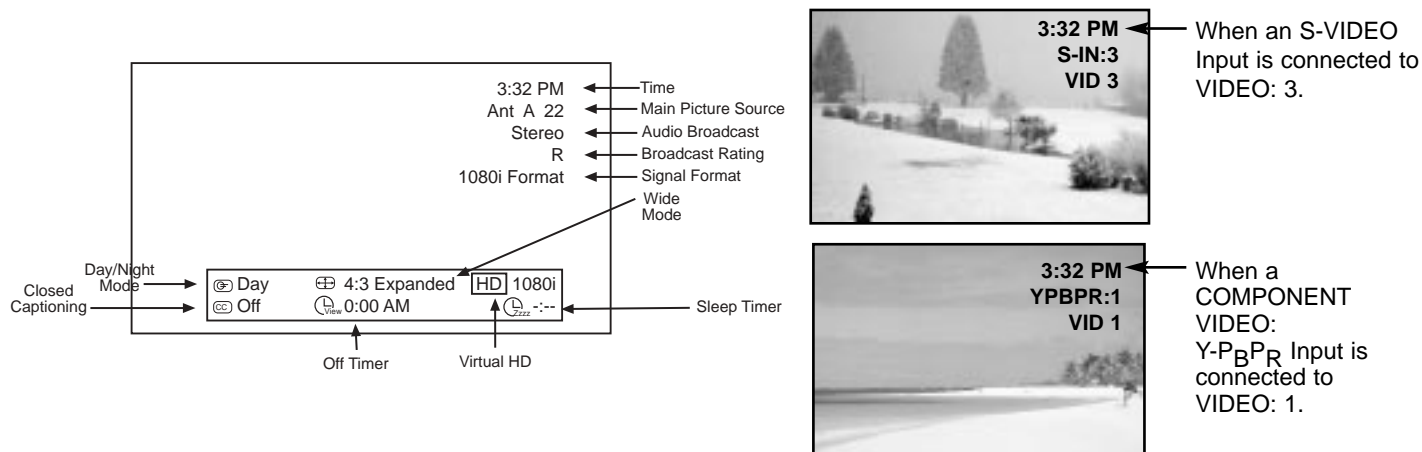 3:32 PM
Ant A 22
Stereo
R
1080i Format
Time
Main Picture Source
Audio Broadcast
Broadcast Rating
Signal Format
Wide
Mode
Day/Night
Mode
Closed
Captioning
Day
4:3 Expanded
HD 1080i
CC Off
View 0:00 AM
Zzzz -:--
Sleep Timer
Off Timer
Virtual HD
3:32 PM
S-IN:3
VID 3
When an S-VIDEO
Input is connected to
VIDEO: 3.
3:32 PM
YPBPR:1
VID 1
When a
COMPONENT
VIDEO:
Y-PBPR Input is
connected to
VIDEO: 1.